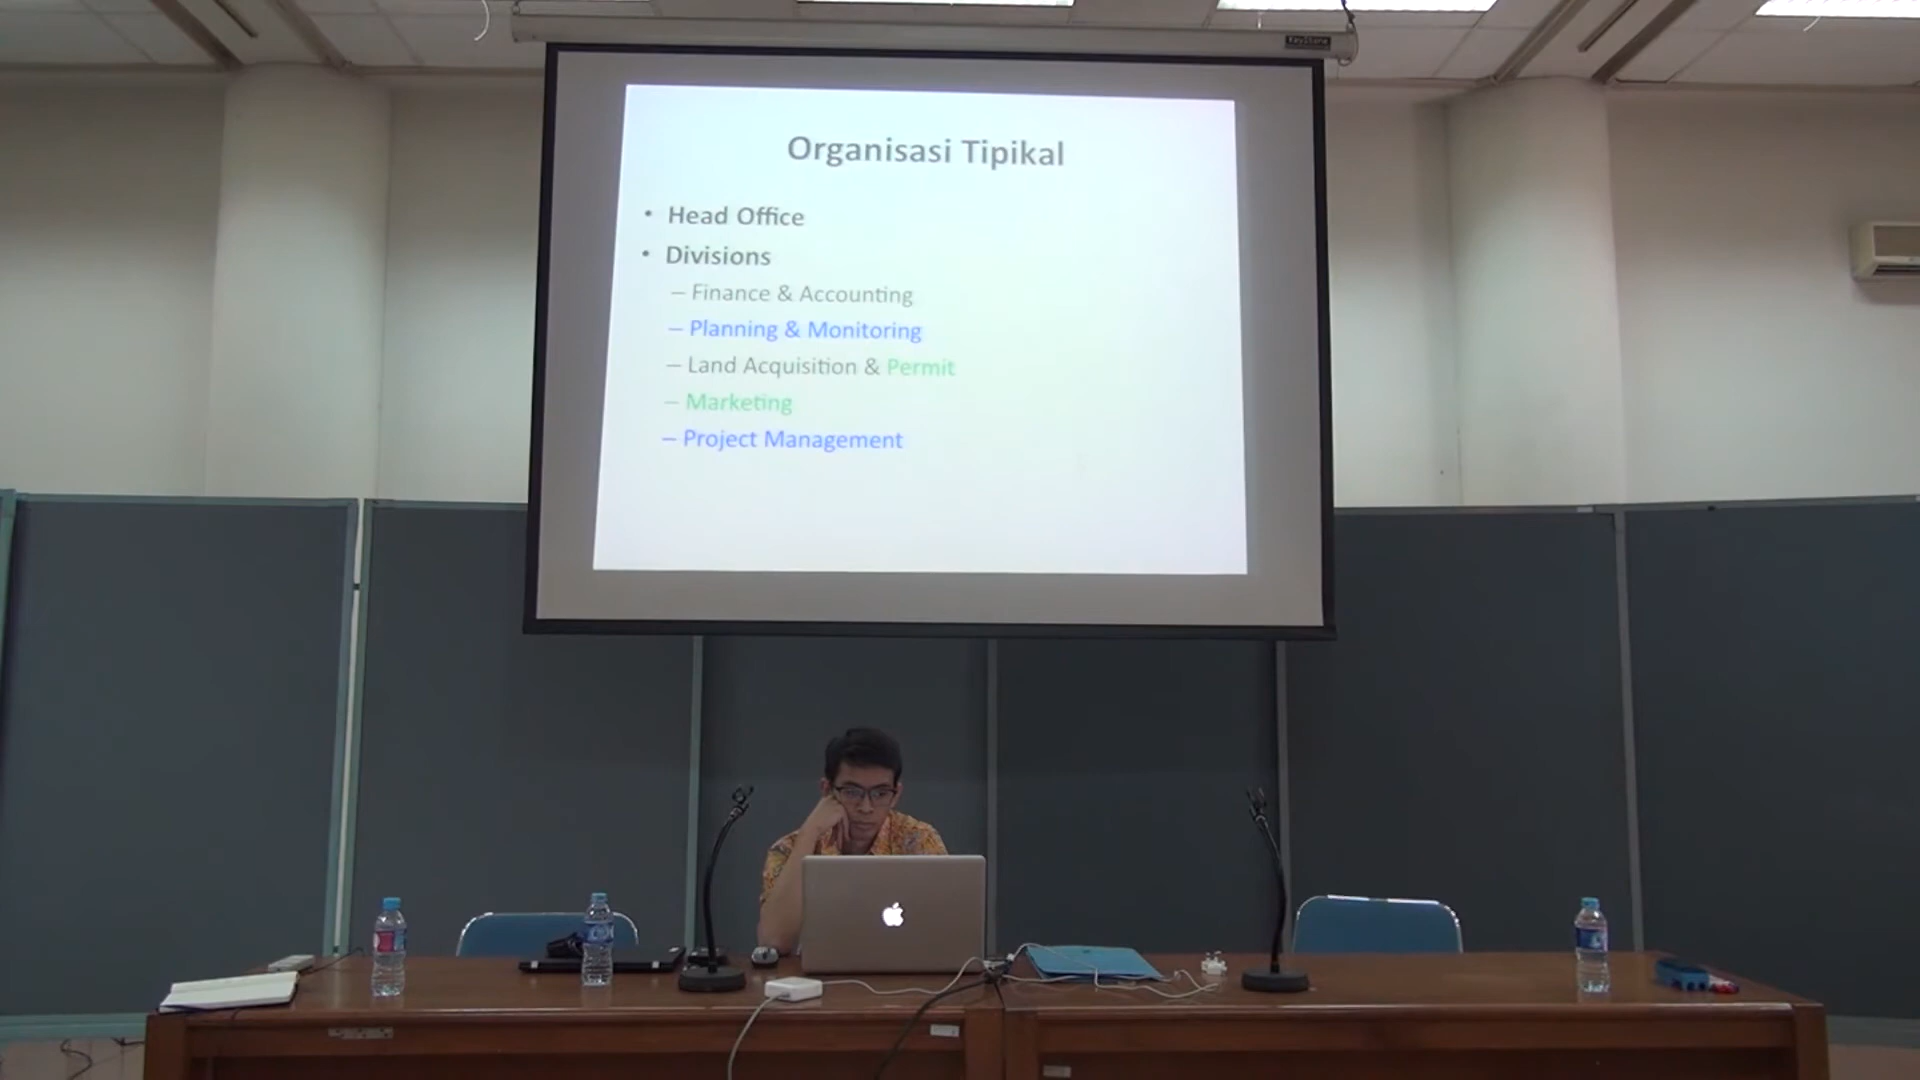 Organisasi Tipikal
• Head Office
• Divisions
– Finance & Accounting
– Planning & Monitoring
– Land Acquisition & Permit
– Marketing
– Project Management